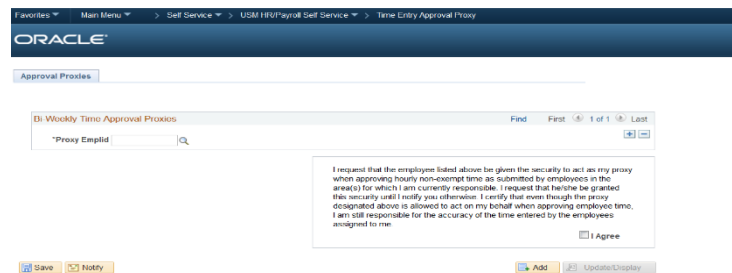 Favorites Main Menu > Self Service > USM HR/Payroll Self Service > Time Entry Approval Proxy
ORACLE
Approval Proxies
Bi-Weekly Time Approval Proxies Find First 1 of 1 Last
*Proxy Emplid
I request that the employee listed above be given the security to act as my proxy
when approving hourly non-exempt time as submitted by employees in the
area(s) for which I am currently responsible. I request that he/she be granted
this security until I notify you otherwise. I certify that even though the proxy
designated above is allowed to act on my behalf when approving employee time,
I am still responsible for the accuracy of the time entered by the employees
assigned to me.
I Agree
Save Notify Add Update/Display